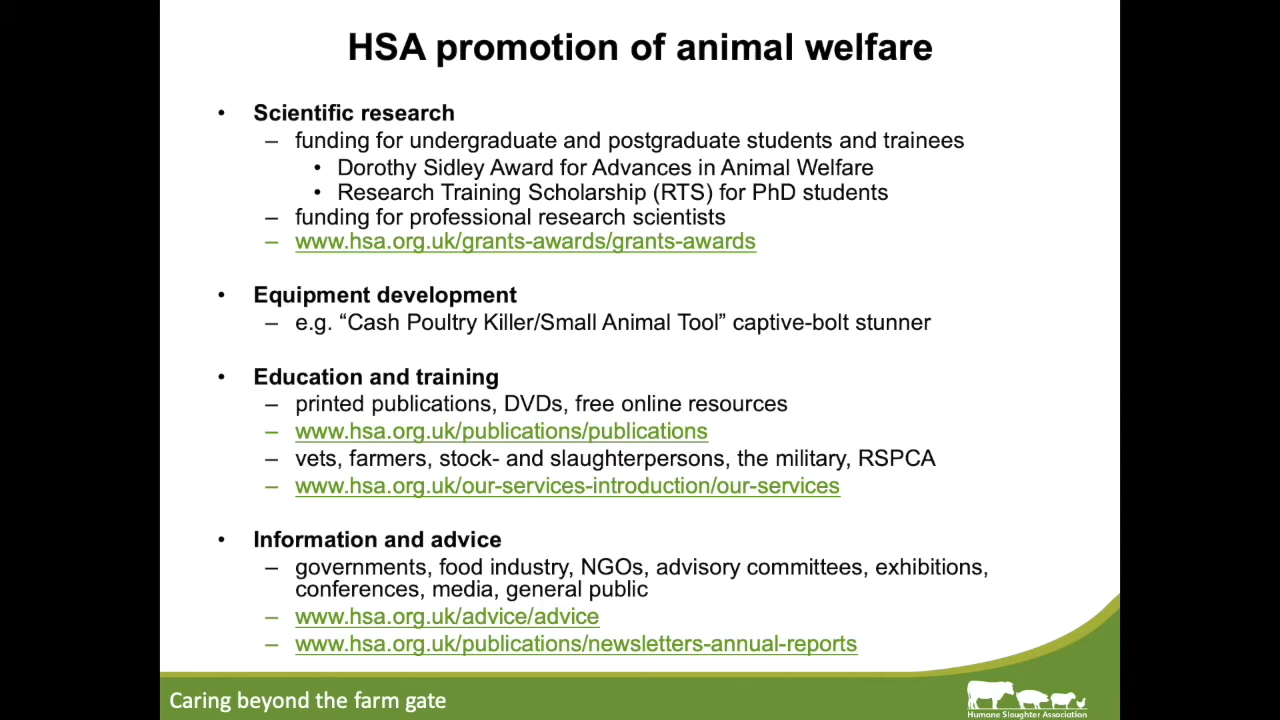 HSA promotion of animal welfare
• Scientific research
– funding for undergraduate and postgraduate students and trainees
• Dorothy Sidley Award for Advances in Animal Welfare
• Research Training Scholarship (RTS) for PhD students
– funding for professional research scientists
– www.hsa.org.uk/grants-awards/grants-awards
• Equipment development
– e.g. “Cash Poultry Killer/Small Animal Tool” captive-bolt stunner
• Education and training
– printed publications, DVDs, free online resources
– www.hsa.org.uk/publications/publications
– vets, farmers, stock- and slaughterpersons, the military, RSPCA
– www.hsa.org.uk/our-services-introduction/our-services
• Information and advice
– governments, food industry, NGOs, advisory committees, exhibitions,
conferences, media, general public
– www.hsa.org.uk/advice/advice
– www.hsa.org.uk/publications/newsletters-annual-reports
Caring beyond the farm gate
Humane Slaughter Association